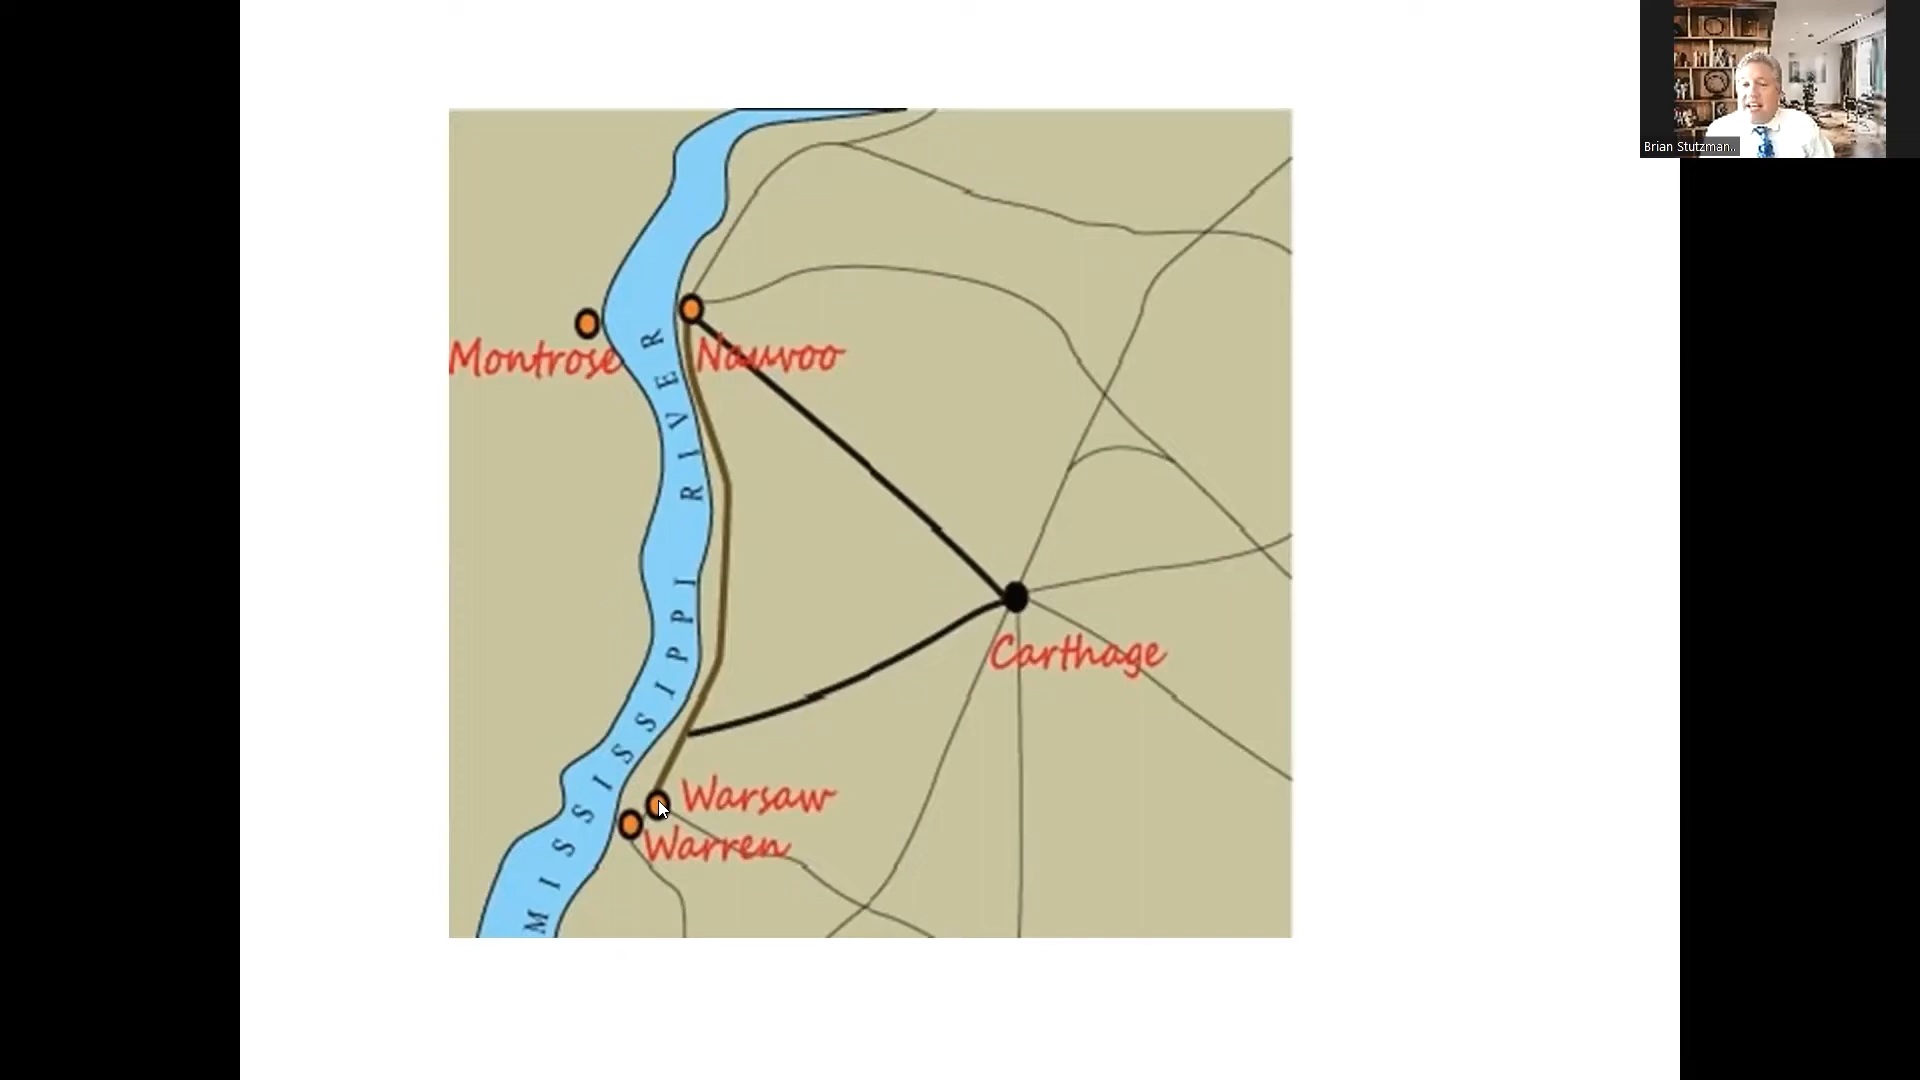 Brian Stutzman..
Montrose
Nauvoo
MISSISSIPPI RIVER
Carthage
Warsaw
Warren